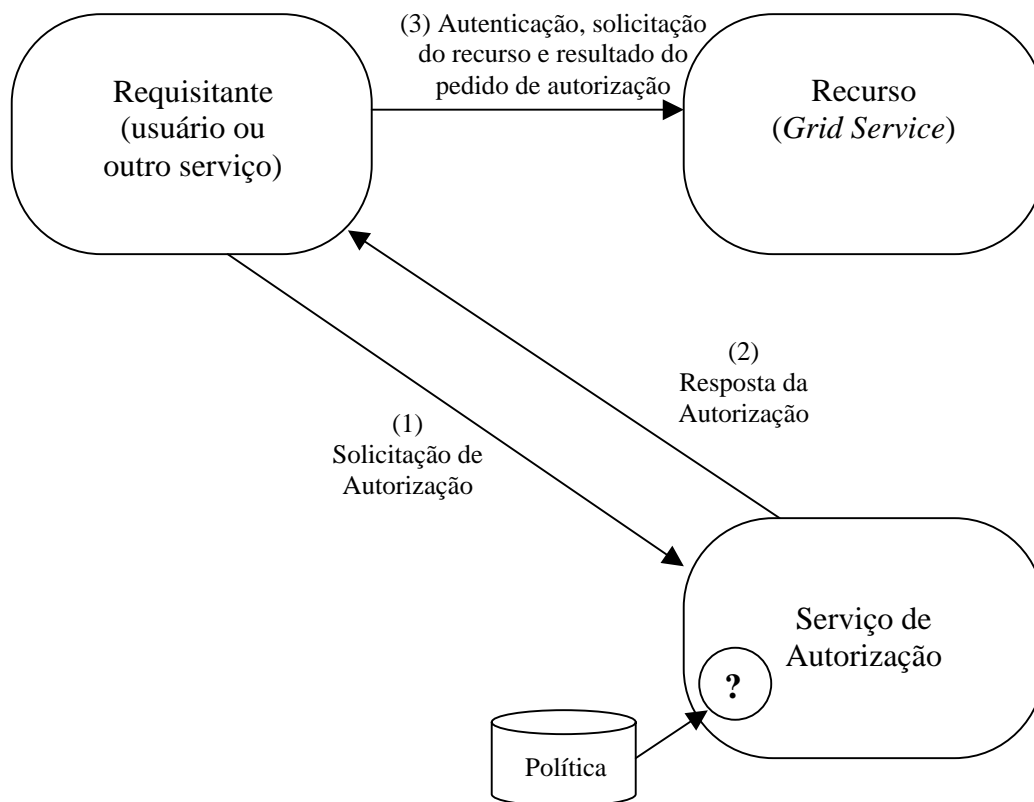 (3) Autenticação, solicitação
do recurso e resultado do
pedido de autorização
Requisitante
(usuário ou
outro serviço)
Recurso
(Grid Service)
(2)
Resposta da
Autorização
(1)
Solicitação de
Autorização
Serviço de
Autorização
?
Política